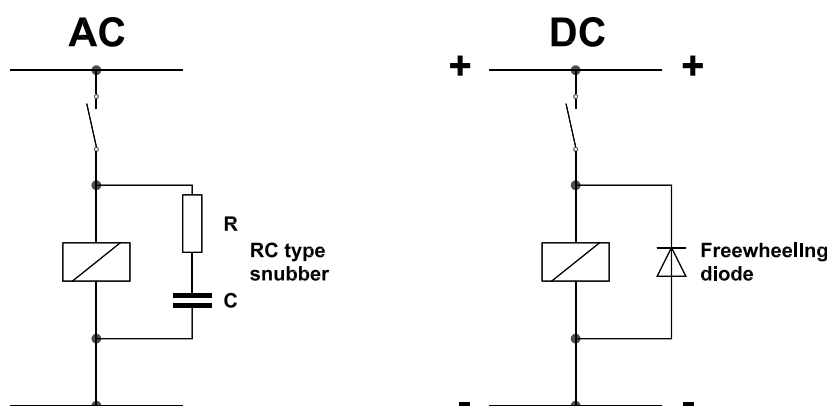 AC
DC
+ +
R
RC type
snubber
C
Freewheeling
diode
- -